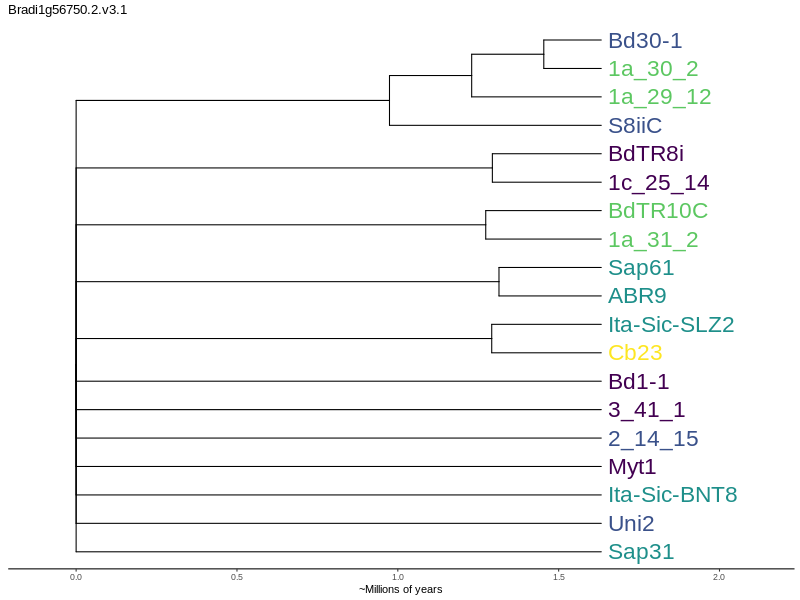 Bradi1g56750.2.v3.1
Bd30-1
1a_30_2
1a_29_12
S8iiC
BdTR8i
1c_25_14
BdTR10C
1a_31_2
Sap61
ABR9
Ita-Sic-SLZ2
Cb23
Bd1-1
3_41_1
2_14_15
Myt1
Ita-Sic-BNT8
Uni2
Sap31
0.0 0.5 1.0 1.5 2.0
~Millions of years